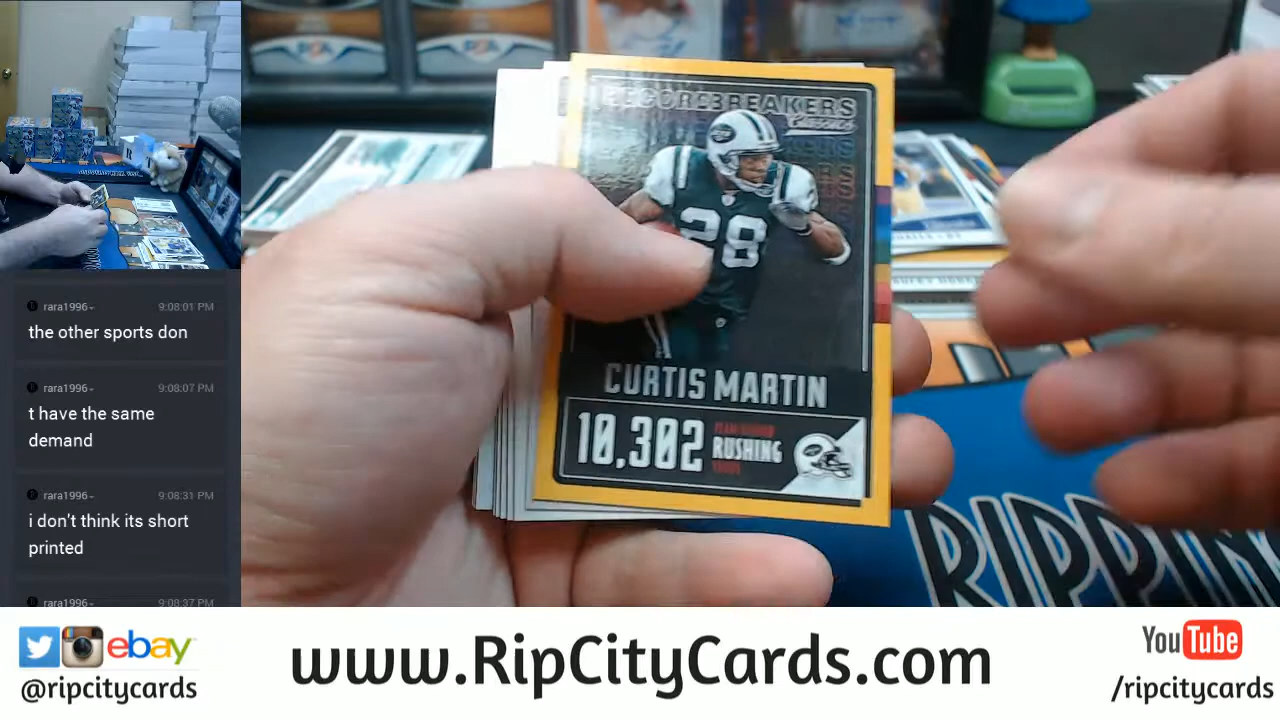 rara1996- 9:08:01 PM
the other sports don
rara1996- 9:08:07 PM
t have the same
demand
rara1996- 9:08:31 PM
i don't think its short
printed
rara1996- 9:08:37 PM
RECORDBREAKERS
Classics
28
CURTIS MARTIN
10,302
RUSHING
RIPPIN
ebay
@ripcitycards
www.RipCityCards.com
YouTube
/ripcitycards